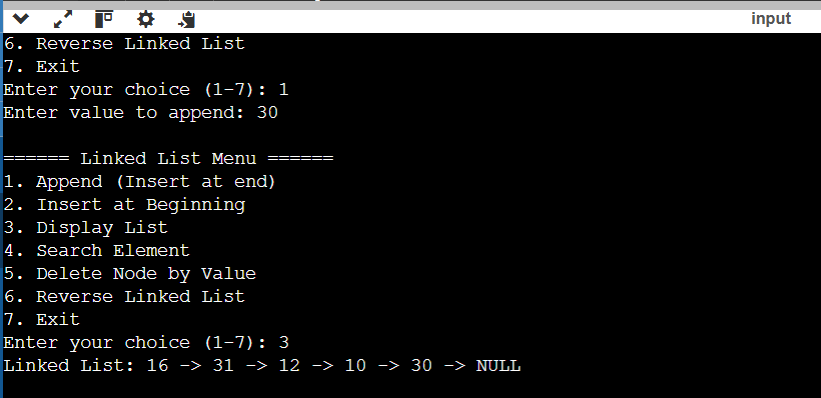 input
6. Reverse Linked List
7. Exit
Enter your choice (1-7): 1
Enter value to append: 30
====== Linked List Menu ======
1. Append (Insert at end)
2. Insert at Beginning
3. Display List
4. Search Element
5. Delete Node by Value
6. Reverse Linked List
7. Exit
Enter your choice (1-7): 3
Linked List: 16 -> 31 -> 12 -> 10 -> 30 -> NULL